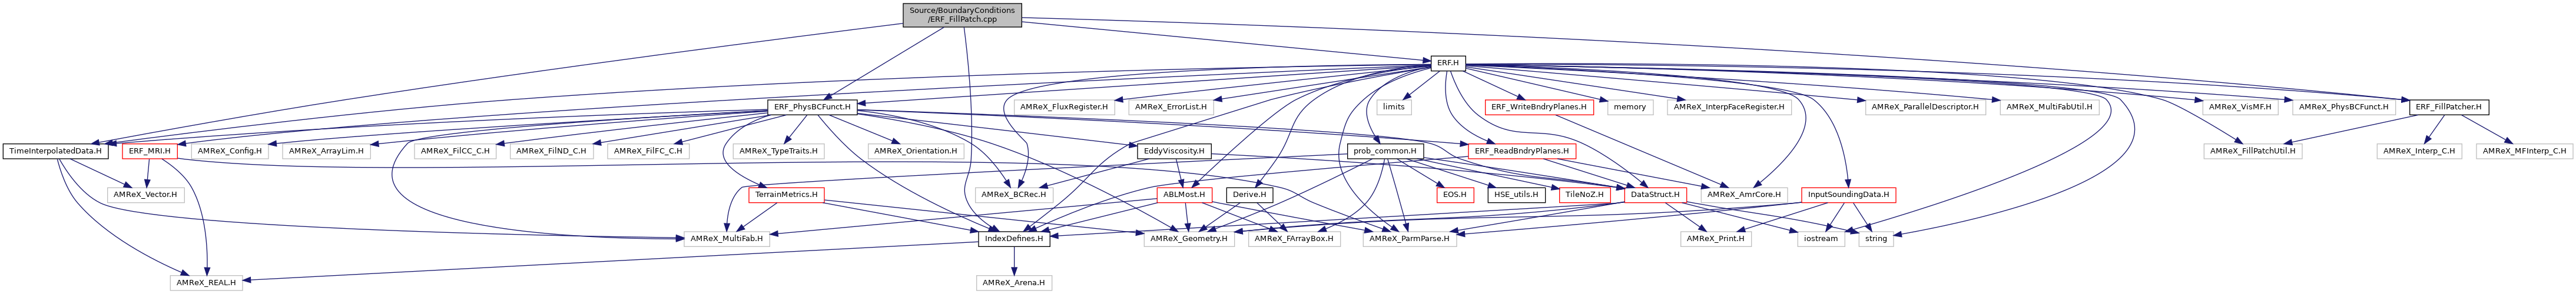 Source/BoundaryConditions
/ERF_FillPatch.cpp
ERF.H
ERF_PhysBCFunct.H
AMReX_FluxRegister.H
AMReX_ErrorList.H
limits
ERF_WriteBndryPlanes.H
memory
AMReX_InterpFaceRegister.H
AMReX_ParallelDescriptor.H
AMReX_MultiFabUtil.H
AMReX_VisMF.H
AMReX_PhysBCFunct.H
ERF_FillPatcher.H
TimeInterpolatedData.H
ERF_MRI.H
AMReX_Config.H
AMReX_ArrayLim.H
AMReX_FilCC_C.H
AMReX_FilND_C.H
AMReX_FilFC_C.H
AMReX_TypeTraits.H
AMReX_Orientation.H
EddyViscosity.H
prob_common.H
ERF_ReadBndryPlanes.H
AMReX_FillPatchUtil.H
AMReX_Interp_C.H
AMReX_MFInterp_C.H
AMReX_Vector.H
TerrainMetrics.H
AMReX_BCRec.H
ABLMost.H
Derive.H
EOS.H
HSE_utils.H
TileNoZ.H
DataStruct.H
AMReX_AmrCore.H
InputSoundingData.H
AMReX_MultiFab.H
IndexDefines.H
AMReX_Geometry.H
AMReX_FArrayBox.H
AMReX_ParmParse.H
AMReX_Print.H
iostream
string
AMReX_REAL.H
AMReX_Arena.H